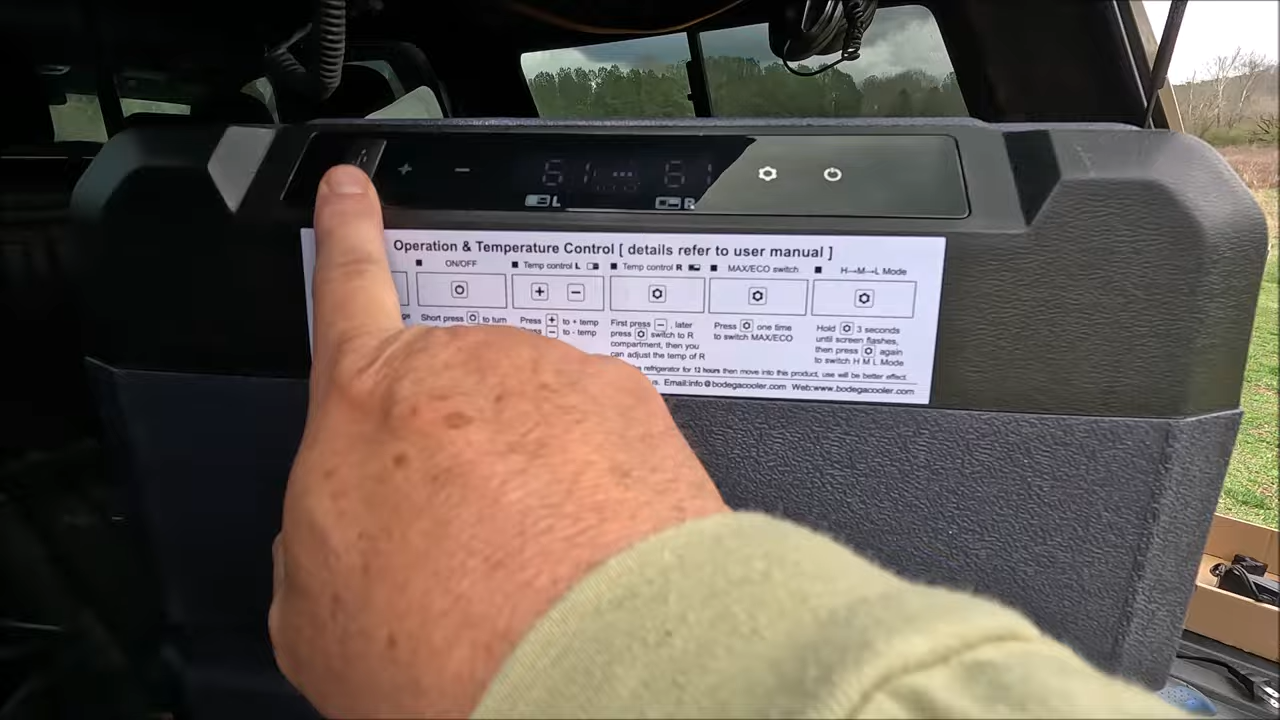 + − 61 61
L R
Operation & Temperature Control [ details refer to user manual ]
ON/OFF
Temp control L
Temp control R
MAX/ECO switch
H→M→L Mode
Short press to turn
Press + to + temp
− to - temp
First press − , later
press switch to R
compartment, then you
can adjust the temp of R
Press one time
to switch MAX/ECO
Hold 3 seconds
until screen flashes,
then press again
to switch H M L Mode
refrigerator for 12 hours then move into this product, use will be better effect.
us. Email:info@bodegacooler.com Web:www.bodegacooler.com